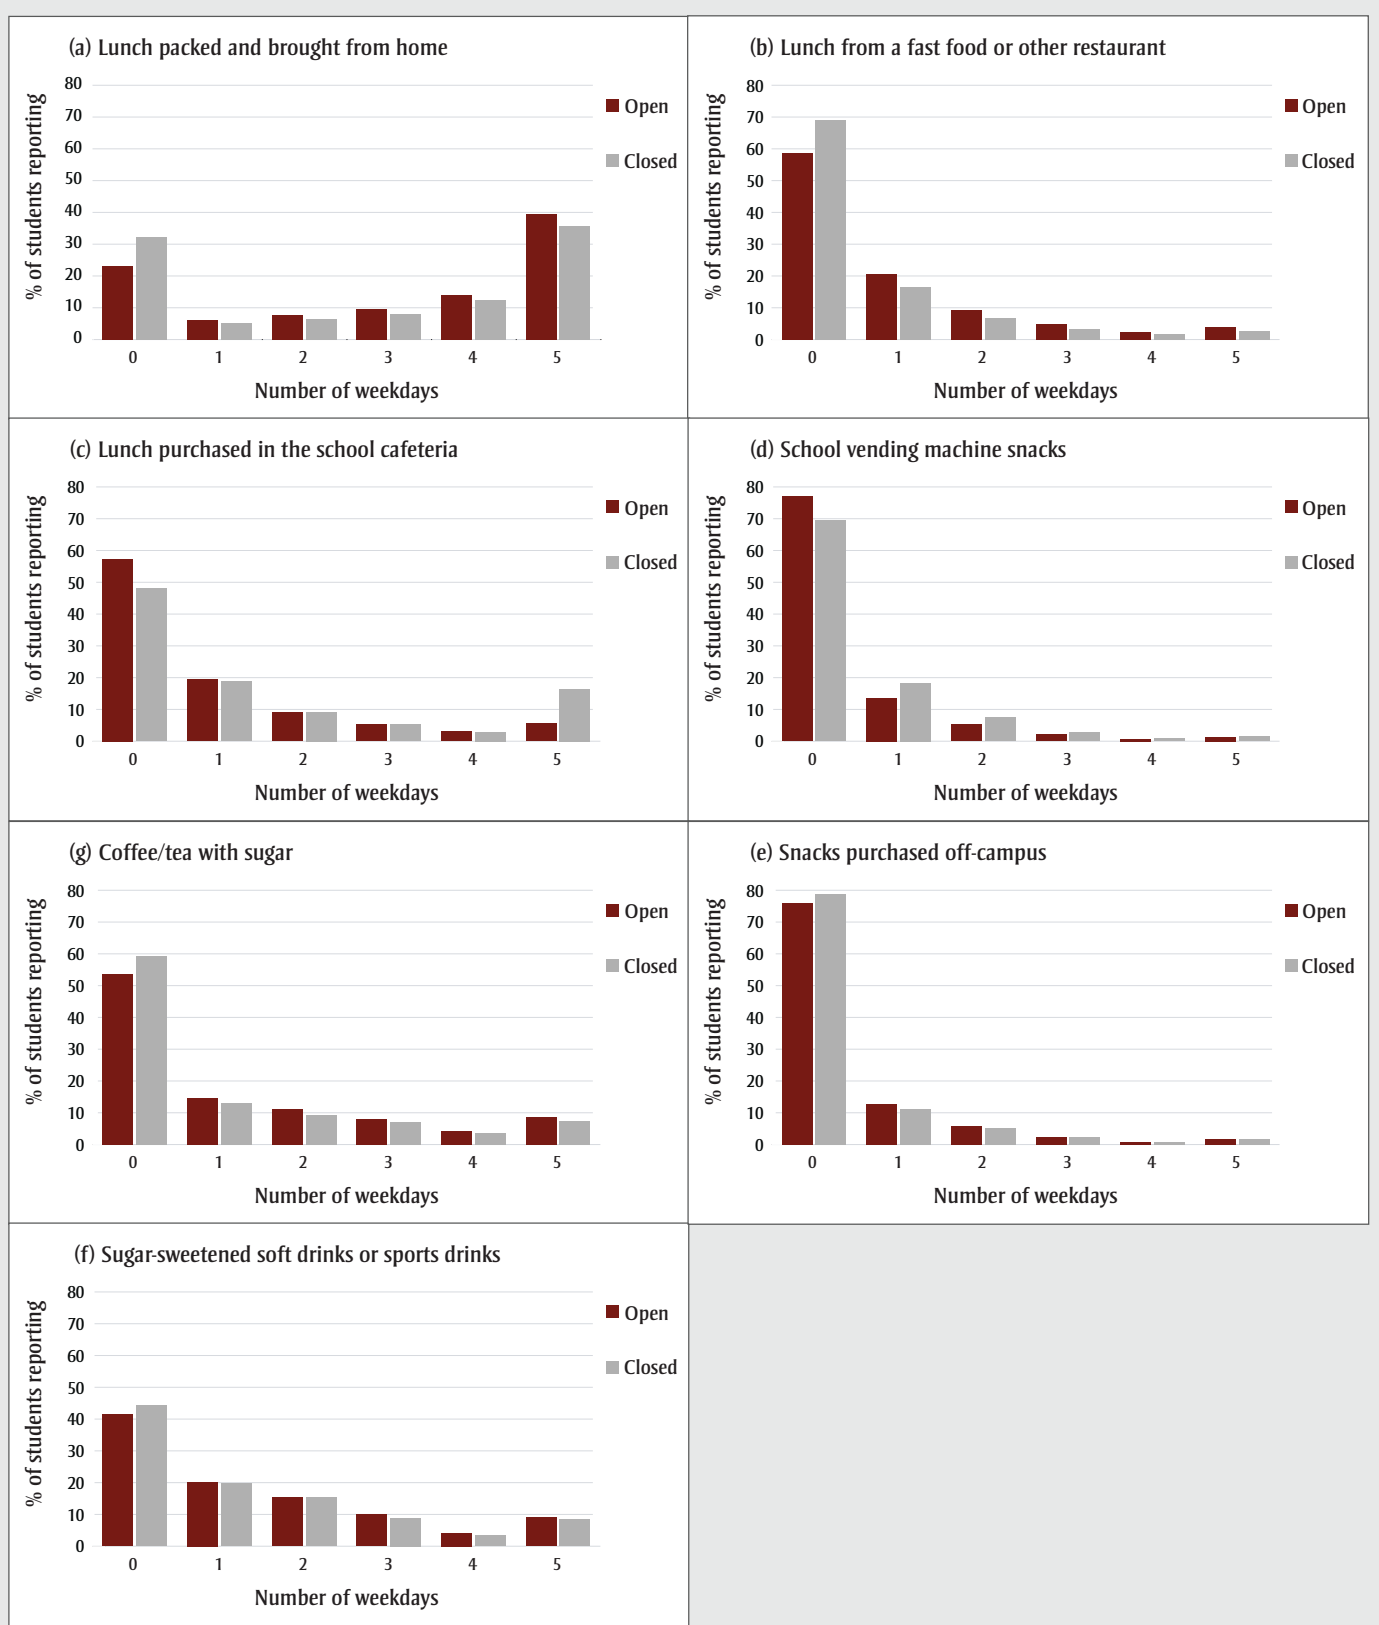 (a) Lunch packed and brought from home
% of students reporting
80
70
60
50
40
30
20
10
0
0 1 2 3 4 5
Number of weekdays
Open
Closed
(b) Lunch from a fast food or other restaurant
% of students reporting
80
70
60
50
40
30
20
10
0
0 1 2 3 4 5
Number of weekdays
Open
Closed
(c) Lunch purchased in the school cafeteria
% of students reporting
80
70
60
50
40
30
20
10
0
0 1 2 3 4 5
Number of weekdays
Open
Closed
(d) School vending machine snacks
% of students reporting
80
70
60
50
40
30
20
10
0
0 1 2 3 4 5
Number of weekdays
Open
Closed
(g) Coffee/tea with sugar
% of students reporting
80
70
60
50
40
30
20
10
0
0 1 2 3 4 5
Number of weekdays
Open
Closed
(e) Snacks purchased off-campus
% of students reporting
80
70
60
50
40
30
20
10
0
0 1 2 3 4 5
Number of weekdays
Open
Closed
(f) Sugar-sweetened soft drinks or sports drinks
% of students reporting
80
70
60
50
40
30
20
10
0
0 1 2 3 4 5
Number of weekdays
Open
Closed